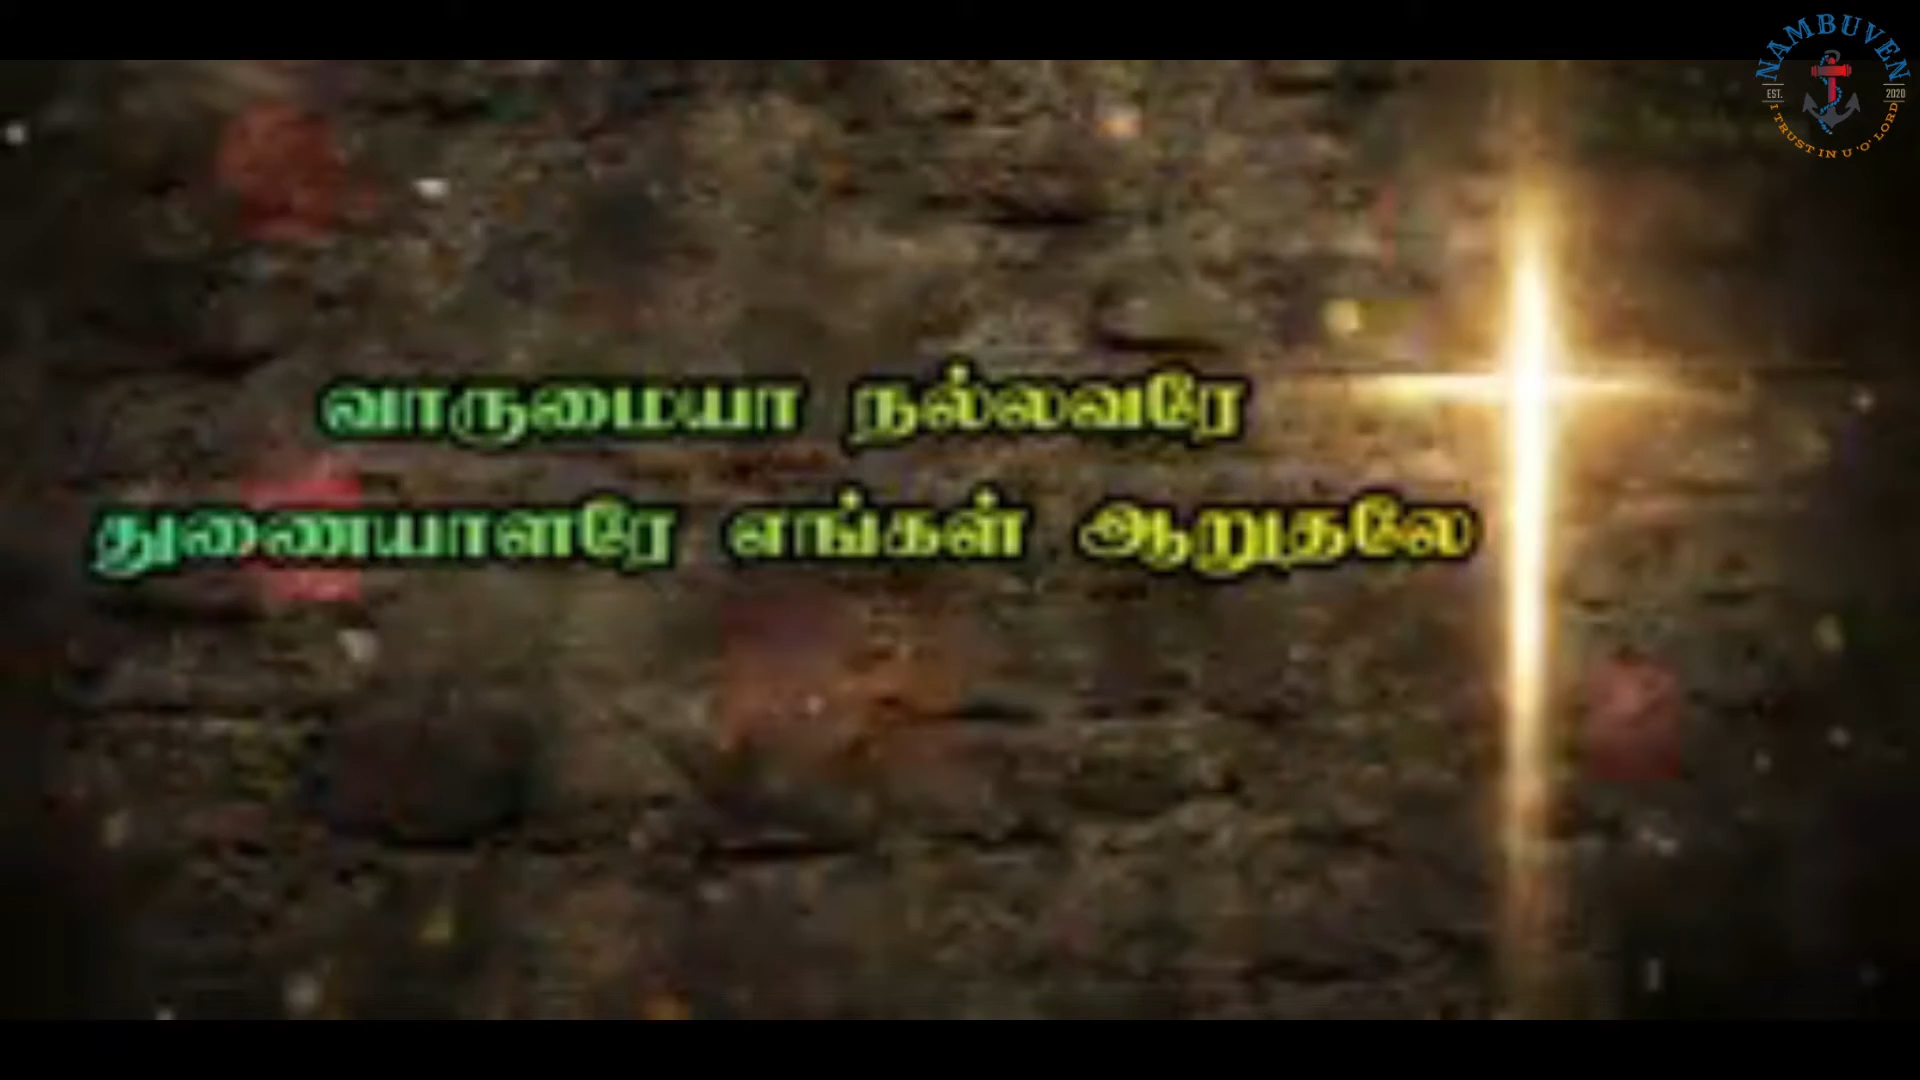 NAMBUVEN
EST. 2020
I TRUST IN U 'O' LORD
வாருமையா நல்லவரே
துணையாளரே எங்கள் ஆறுதலே